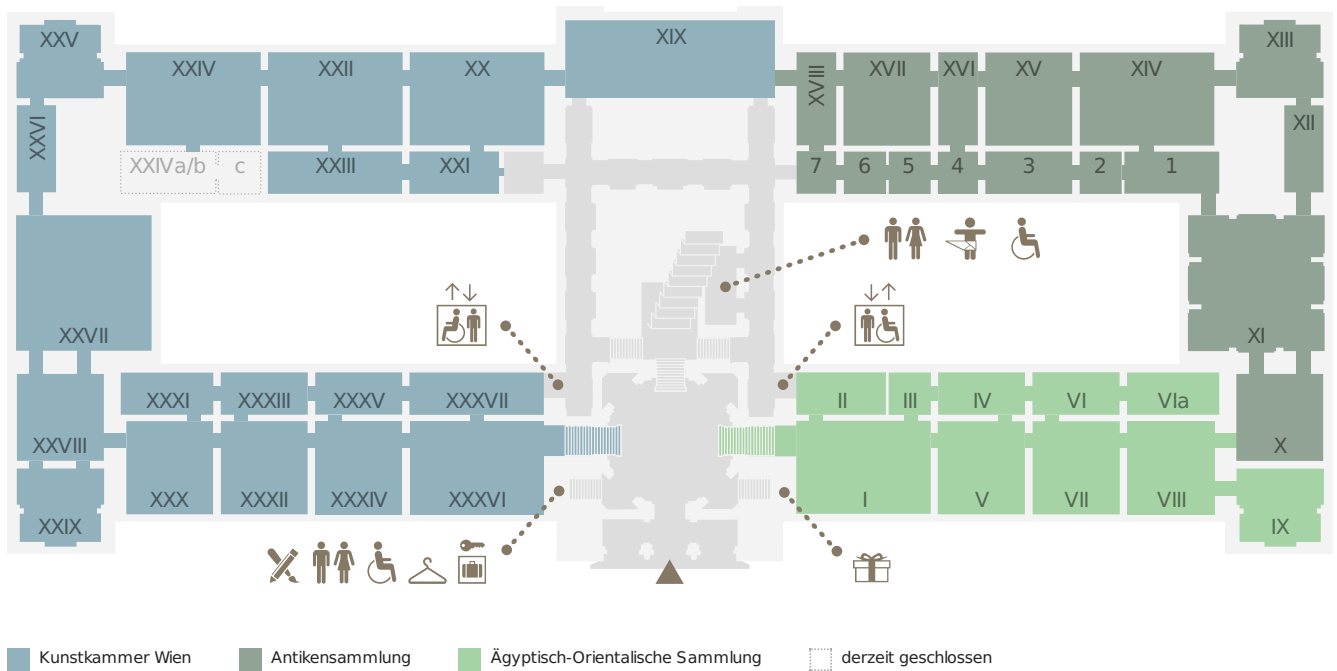 XXV
XXIV
XXII
XX
XIX
XVIII
XVII
XVI
XV
XIV
XIII
XXVI
XII
XXIVa/b
c
XXIII
XXI
7
6
5
4
3
2
1
XXVII
XI
XXXI
XXXIII
XXXV
XXXVII
II
III
IV
VI
VIa
XXVIII
X
XXX
XXXII
XXXIV
XXXVI
I
V
VII
VIII
XXIX
IX
Kunstkammer Wien
Antikensammlung
Ägyptisch-Orientalische Sammlung
derzeit geschlossen